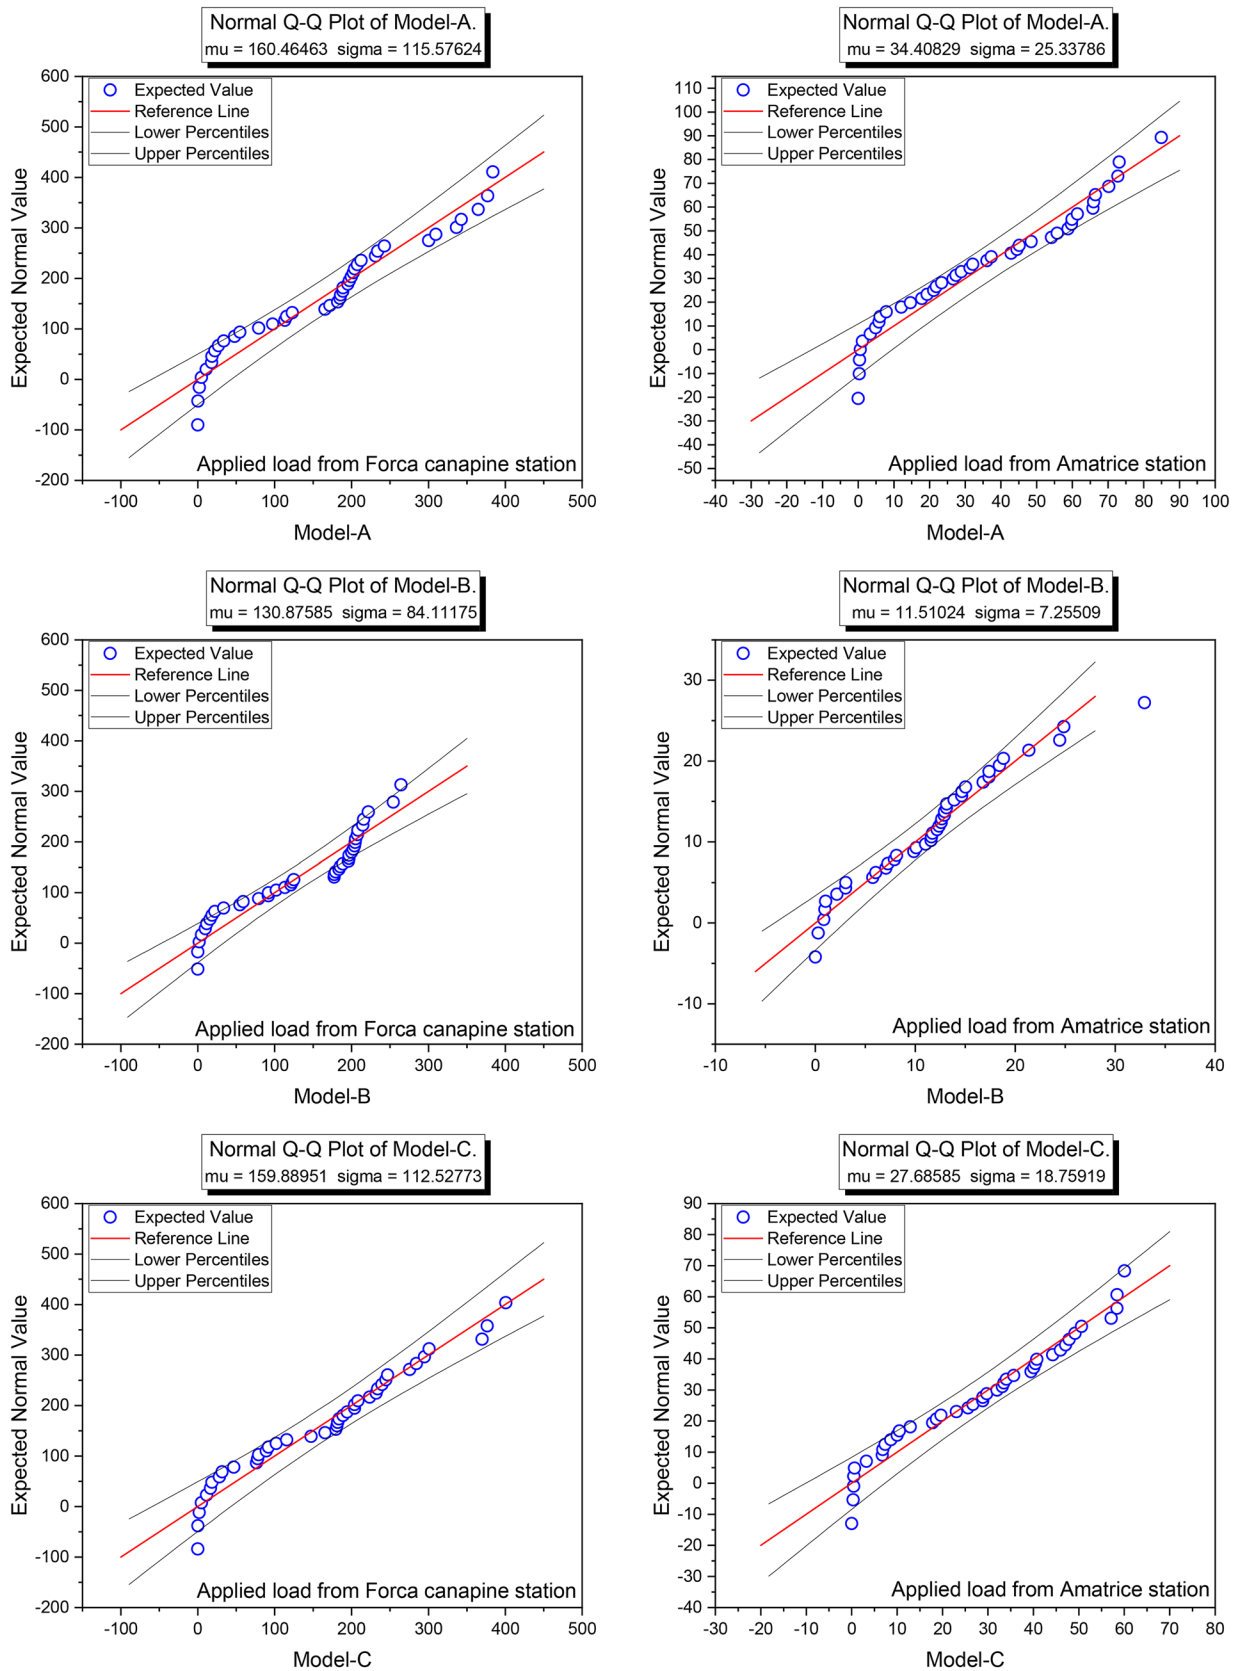 Normal Q-Q Plot of Model-A.
mu = 160.46463 sigma = 115.57624
Expected Value
Reference Line
Lower Percentiles
Upper Percentiles
600
500
400
300
200
100
0
-100
-200
Expected Normal Value
Applied load from Forca canapine station
-100 0 100 200 300 400 500
Model-A
Normal Q-Q Plot of Model-A.
mu = 34.40829 sigma = 25.33786
Expected Value
Reference Line
Lower Percentiles
Upper Percentiles
110
100
90
80
70
60
50
40
30
20
10
0
-10
-20
-30
-40
-50
Expected Normal Value
Applied load from Amatrice station
-40 -30 -20 -10 0 10 20 30 40 50 60 70 80 90 100
Model-A
Normal Q-Q Plot of Model-B.
mu = 130.87585 sigma = 84.11175
Expected Value
Reference Line
Lower Percentiles
Upper Percentiles
600
500
400
300
200
100
0
-100
-200
Expected Normal Value
Applied load from Forca canapine station
-100 0 100 200 300 400 500
Model-B
Normal Q-Q Plot of Model-B.
mu = 11.51024 sigma = 7.25509
Expected Value
Reference Line
Lower Percentiles
Upper Percentiles
30
20
10
0
-10
Expected Normal Value
Applied load from Amatrice station
-10 0 10 20 30 40
Model-B
Normal Q-Q Plot of Model-C.
mu = 159.88951 sigma = 112.52773
Expected Value
Reference Line
Lower Percentiles
Upper Percentiles
600
500
400
300
200
100
0
-100
-200
Expected Normal Value
Applied load from Forca canapine station
-100 0 100 200 300 400 500
Model-C
Normal Q-Q Plot of Model-C.
mu = 27.68585 sigma = 18.75919
Expected Value
Reference Line
Lower Percentiles
Upper Percentiles
90
80
70
60
50
40
30
20
10
0
-10
-20
-30
-40
Expected Normal Value
Applied load from Amatrice station
-30 -20 -10 0 10 20 30 40 50 60 70 80
Model-C